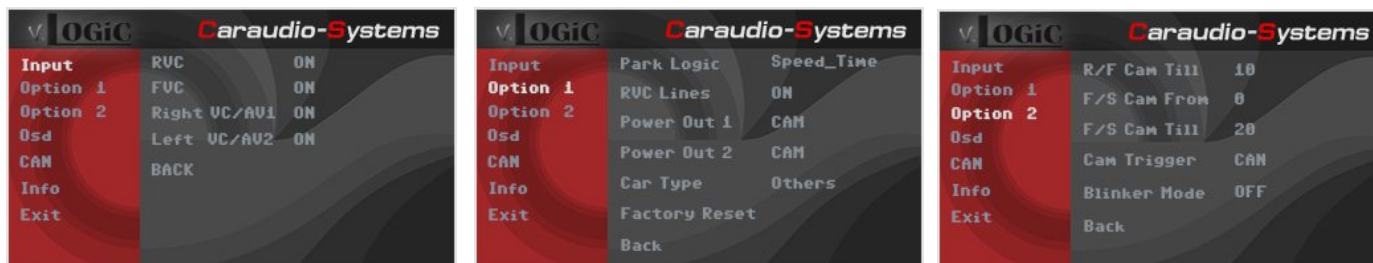 v.LOGiC Caraudio-Systems
Input
Option 1
Option 2
Osd
CAN
Info
Exit
RVC ON
FVC ON
Right VC/AV1 ON
Left VC/AV2 ON
BACK
v.LOGiC Caraudio-Systems
Input
Option 1
Option 2
Osd
CAN
Info
Exit
Park Logic Speed_Time
RVC Lines ON
Power Out 1 CAM
Power Out 2 CAM
Car Type Others
Factory Reset
Back
v.LOGiC Caraudio-Systems
Input
Option 1
Option 2
Osd
CAN
Info
Exit
R/F Cam Till 10
F/S Cam From 0
F/S Cam Till 20
Cam Trigger CAN
Blinker Mode OFF
Back